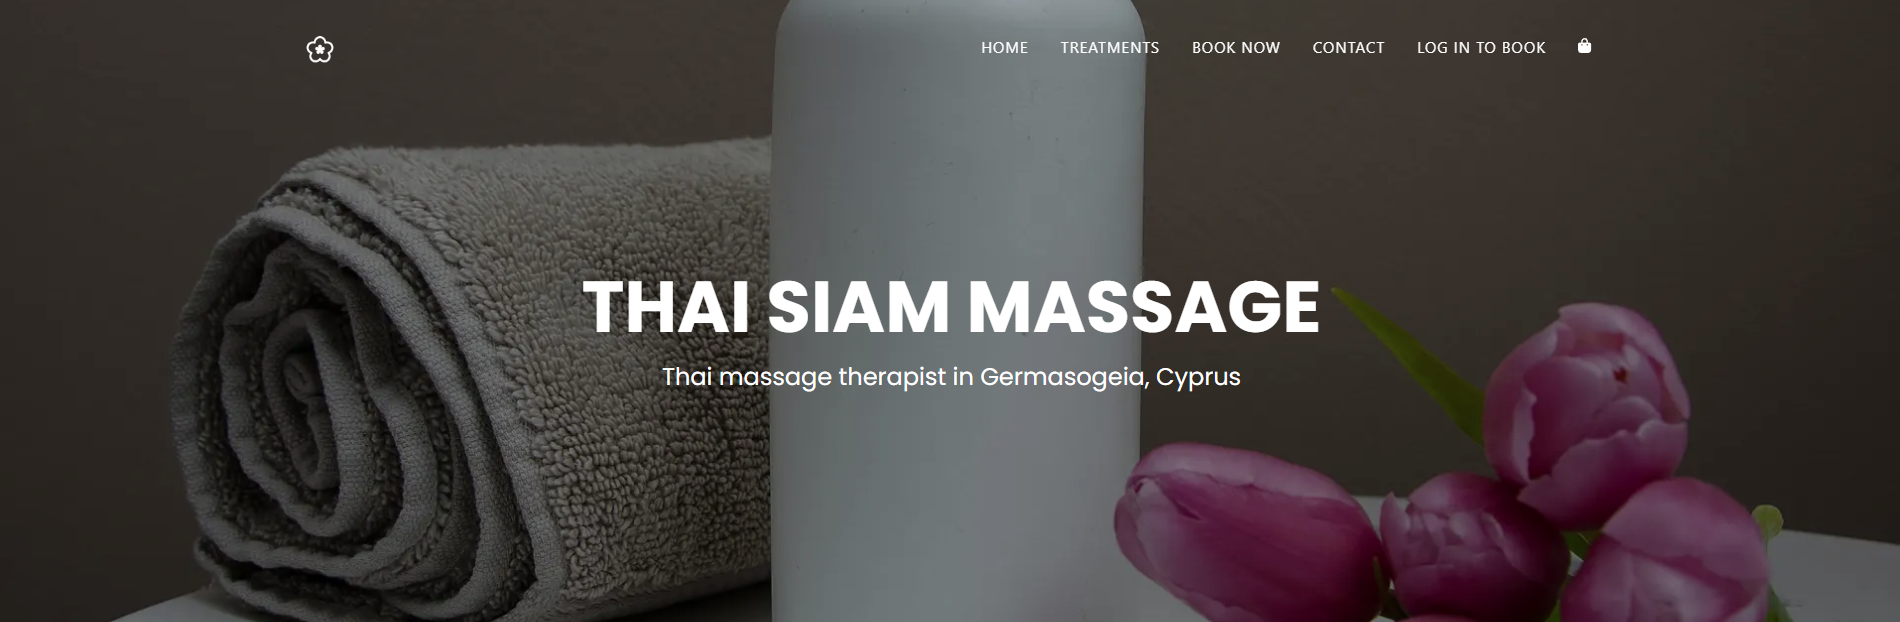 HOME TREATMENTS BOOK NOW CONTACT LOG IN TO BOOK
THAI SIAM MASSAGE
Thai massage therapist in Germasogeia, Cyprus